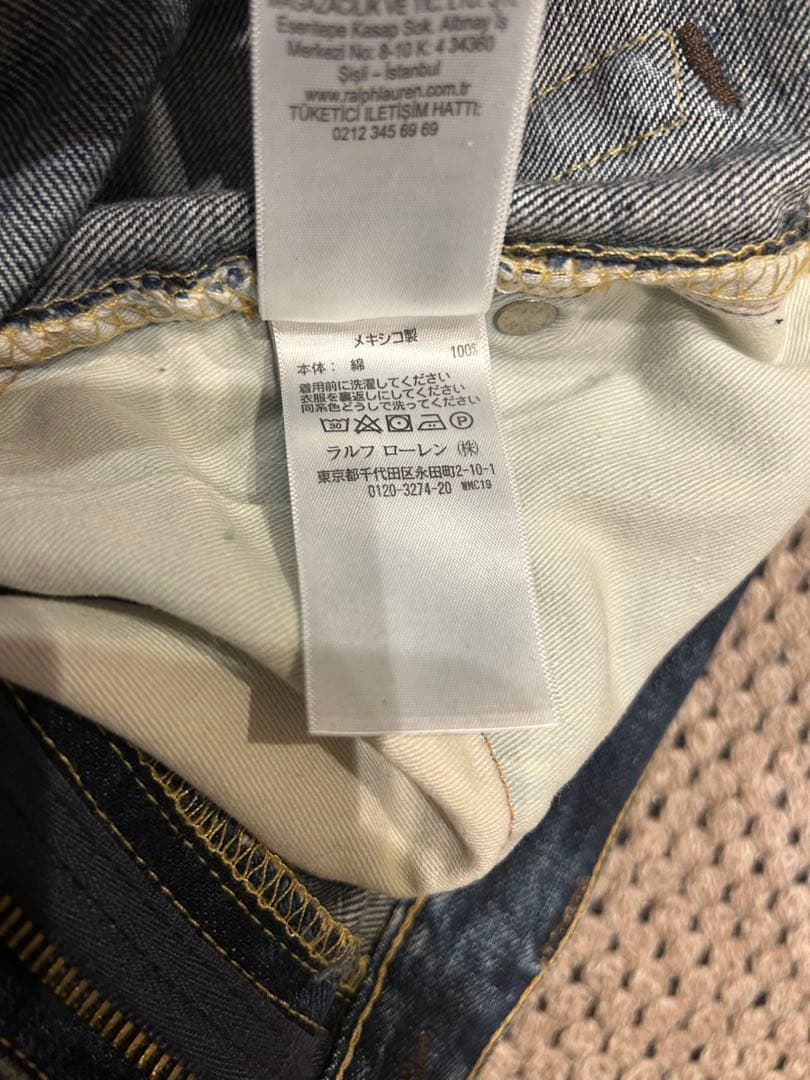 Esentepe Kasap Sok. Altınay İş
Merkezi No: 8-10 K: 4 34360
Şişli – İstanbul
www.ralphlauren.com.tr
TÜKETİCİ İLETİŞİM HATTI:
0212 345 69 69
メキシコ製
本体: 綿 100%
着用前に洗濯してください
衣服を裏返しにしてください
同系色どうしで洗ってください
30 P
ラルフ ローレン (株)
東京都千代田区永田町2-10-1
0120-3274-20 WMC19